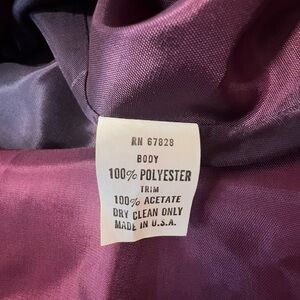 RN 67828
BODY
100% POLYESTER
TRIM
100% ACETATE
DRY CLEAN ONLY
MADE IN U.S.A.